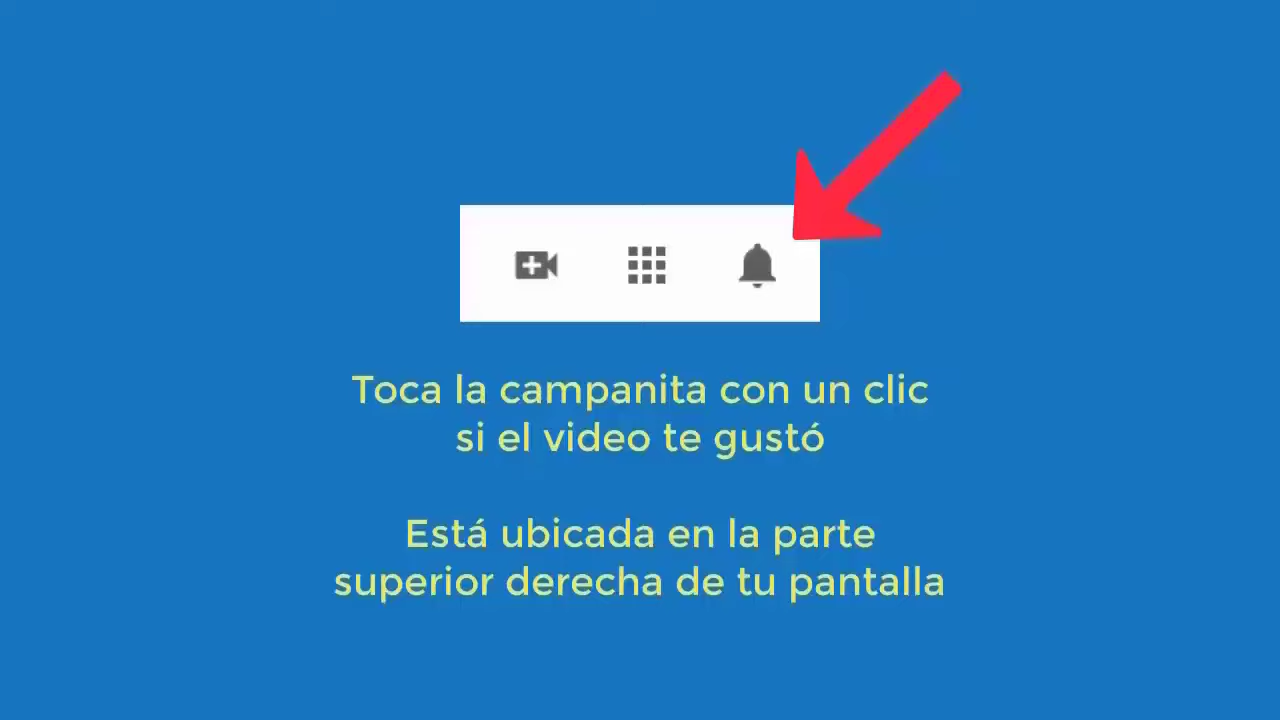 Toca la campanita con un clic
si el video te gustó
Está ubicada en la parte
superior derecha de tu pantalla